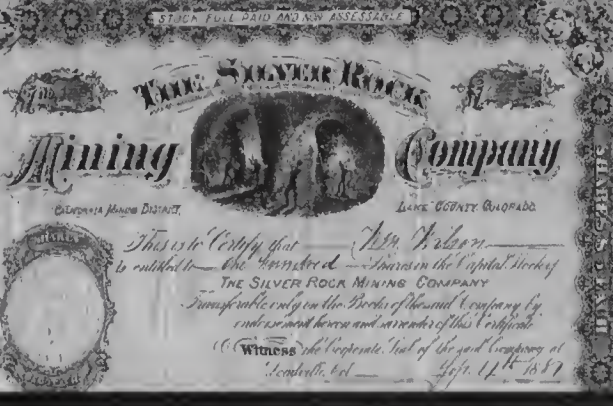 STOCK FULL PAID AND NON ASSESSABLE
THE SILVER ROCK
Mining Company
CALIFORNIA MINING DISTRICT,
LAKE COUNTY, COLORADO
This is to Certify that Wm. Wilson
is entitled to One Hundred Shares in the Capital Stock of
THE SILVER ROCK MINING COMPANY
Transferable only on the Books of the said Company by
endorsement hereon and surrender of this Certificate
Witness the Corporate Seal of the said Company at
Leadville, Col. 14th
SHARES